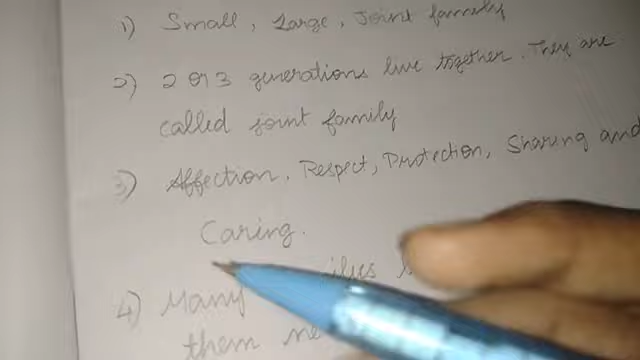 1) Small, Large, Joint family
2) 2 or 3 generations live together. They are
called joint family
3) Affection, Respect, Protection, Sharing and
Caring.
4) Many
them